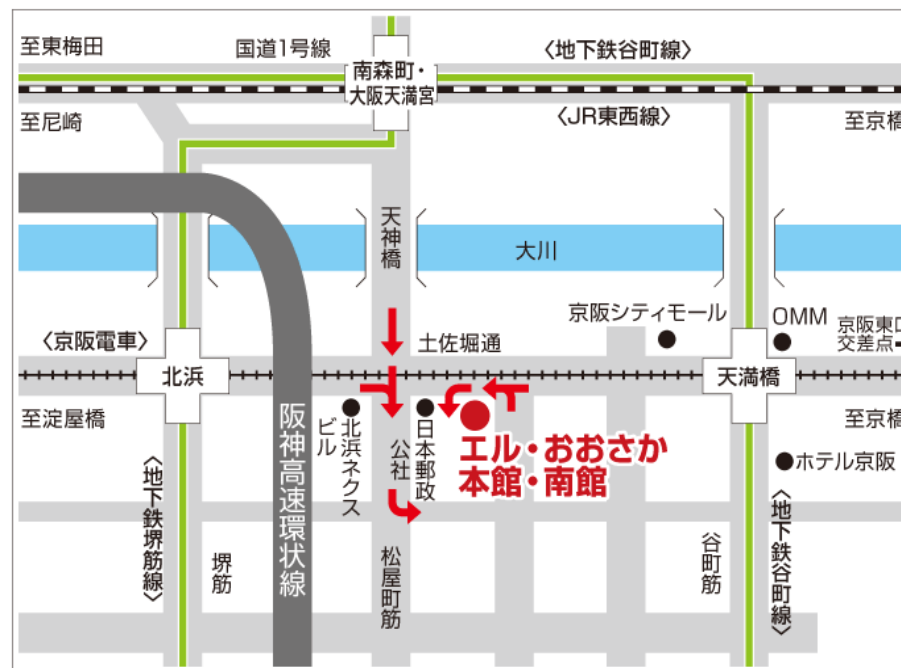 至東梅田
国道1号線
南森町・
大阪天満宮
〈地下鉄谷町線〉
至尼崎
〈JR東西線〉
至京橋
天神橋
大川
京阪シティモール
OMM
京阪東口
交差点
〈京阪電車〉
北浜
土佐堀通
天満橋
至淀屋橋
阪神高速環状線
北浜ネクス
ビル
公社
日本郵政
エル・おおさか
本館・南館
至京橋
ホテル京阪
〈地下鉄堺筋線〉
堺筋
松屋町筋
谷町筋
〈地下鉄谷町線〉